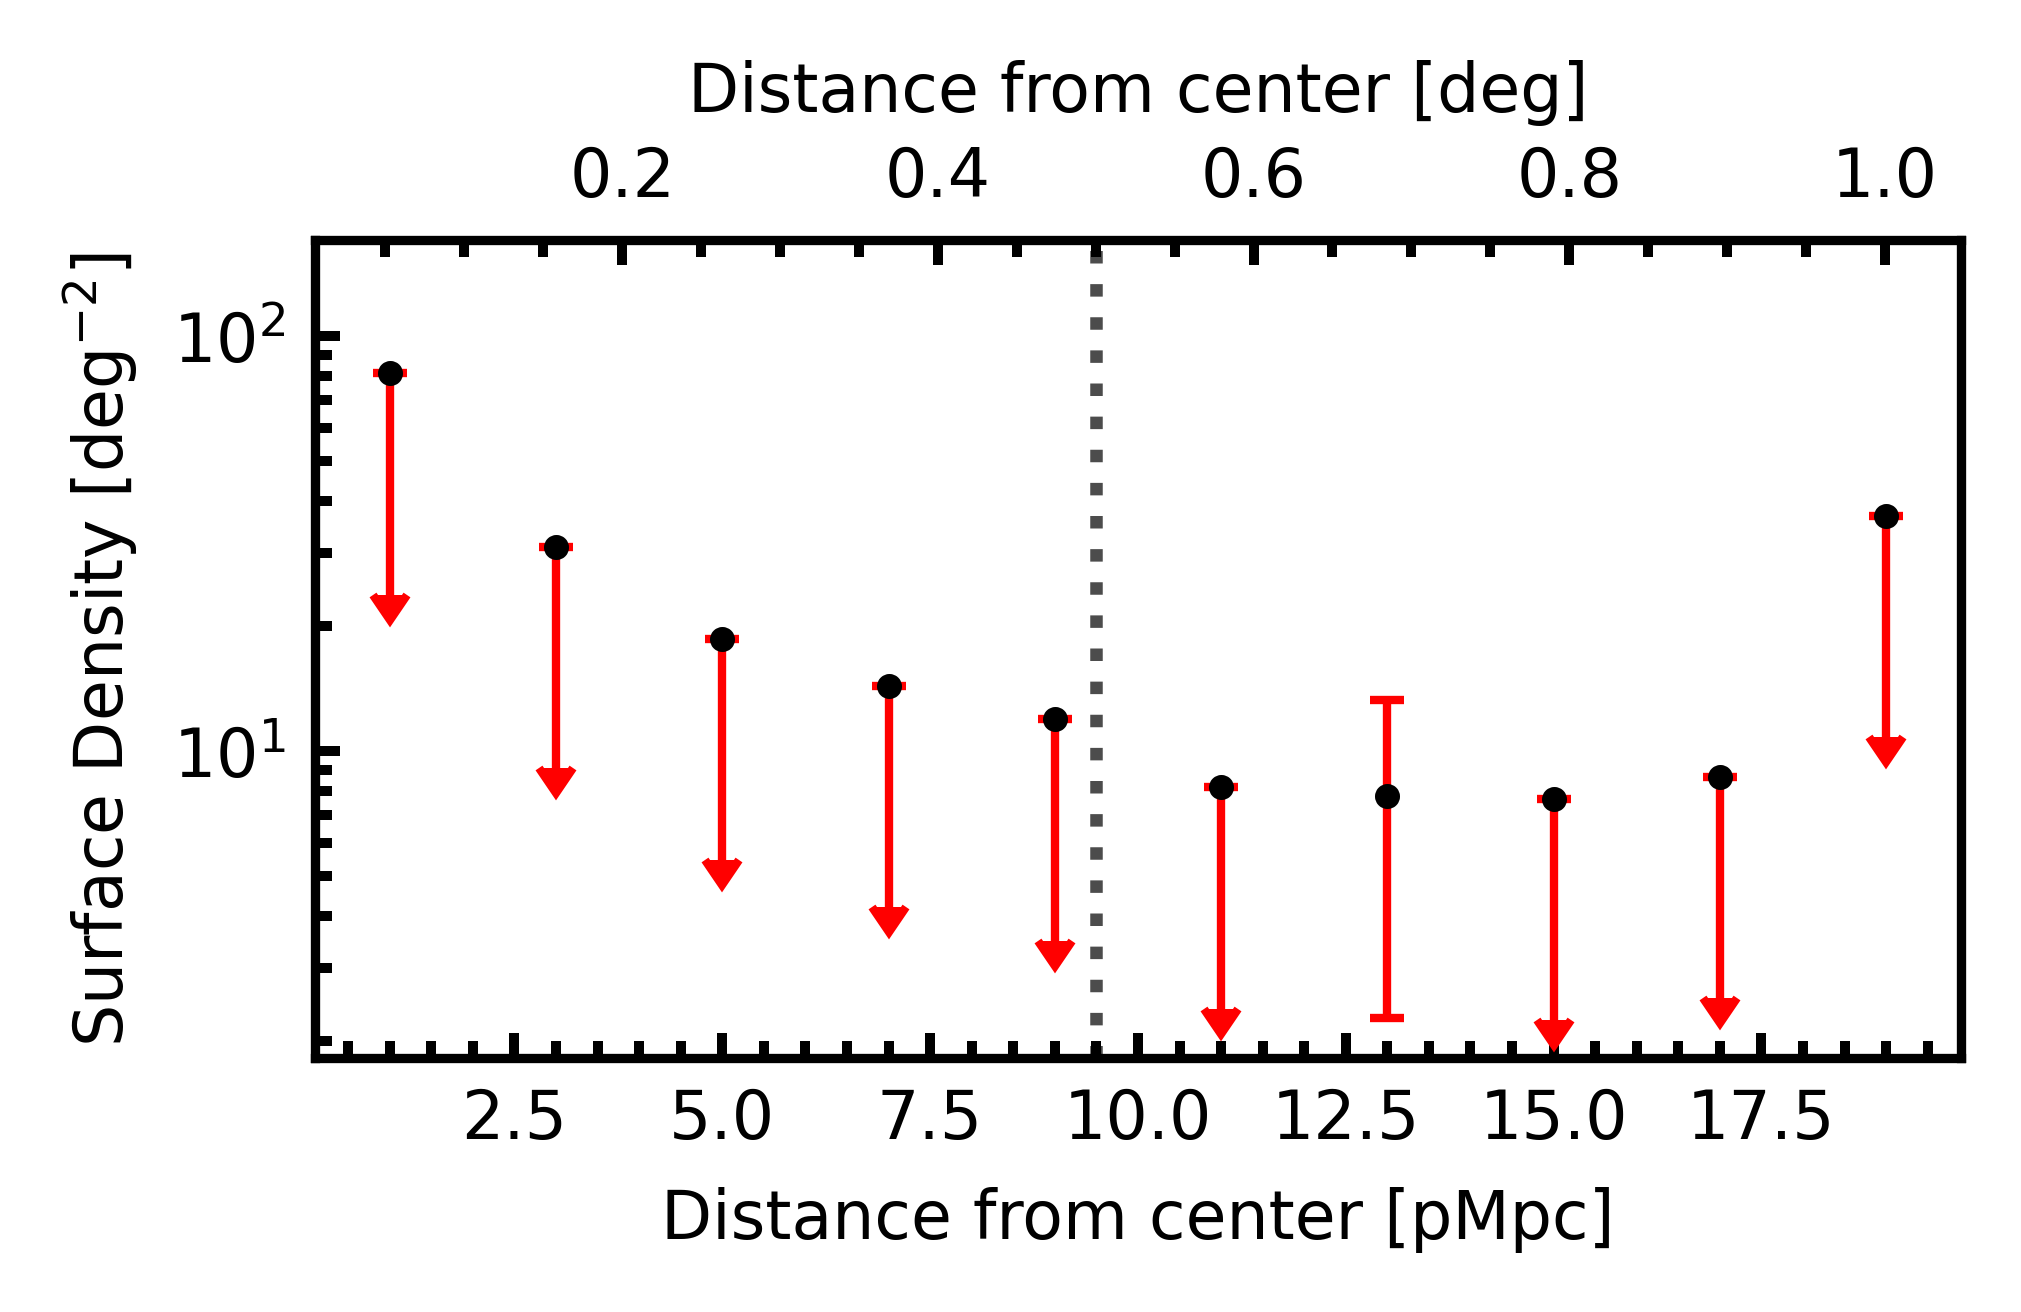 Distance from center [deg]
0.2 0.4 0.6 0.8 1.0
Surface Density [deg⁻²]
10²
10¹
2.5 5.0 7.5 10.0 12.5 15.0 17.5
Distance from center [pMpc]